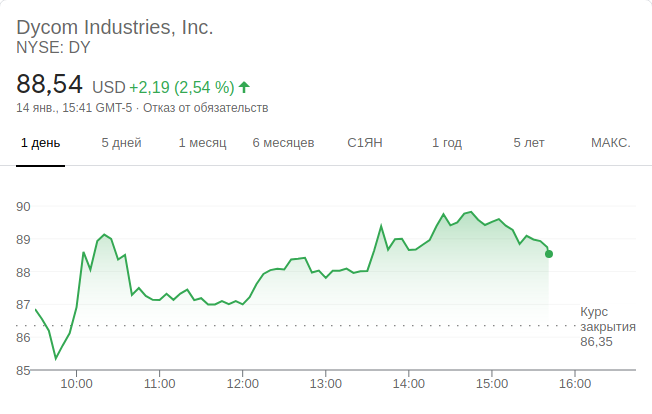 Dycom Industries, Inc.
NYSE: DY
88,54 USD +2,19 (2,54 %)
14 янв., 15:41 GMT-5 · Отказ от обязательств
1 день 5 дней 1 месяц 6 месяцев С1ЯН 1 год 5 лет МАКС.
90
89
88
87
86
85
Курс
закрытия
86,35
10:00 11:00 12:00 13:00 14:00 15:00 16:00